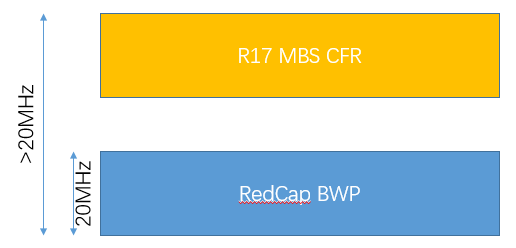 R17 MBS CFR
>20MHz
20MHz
RedCap BWP